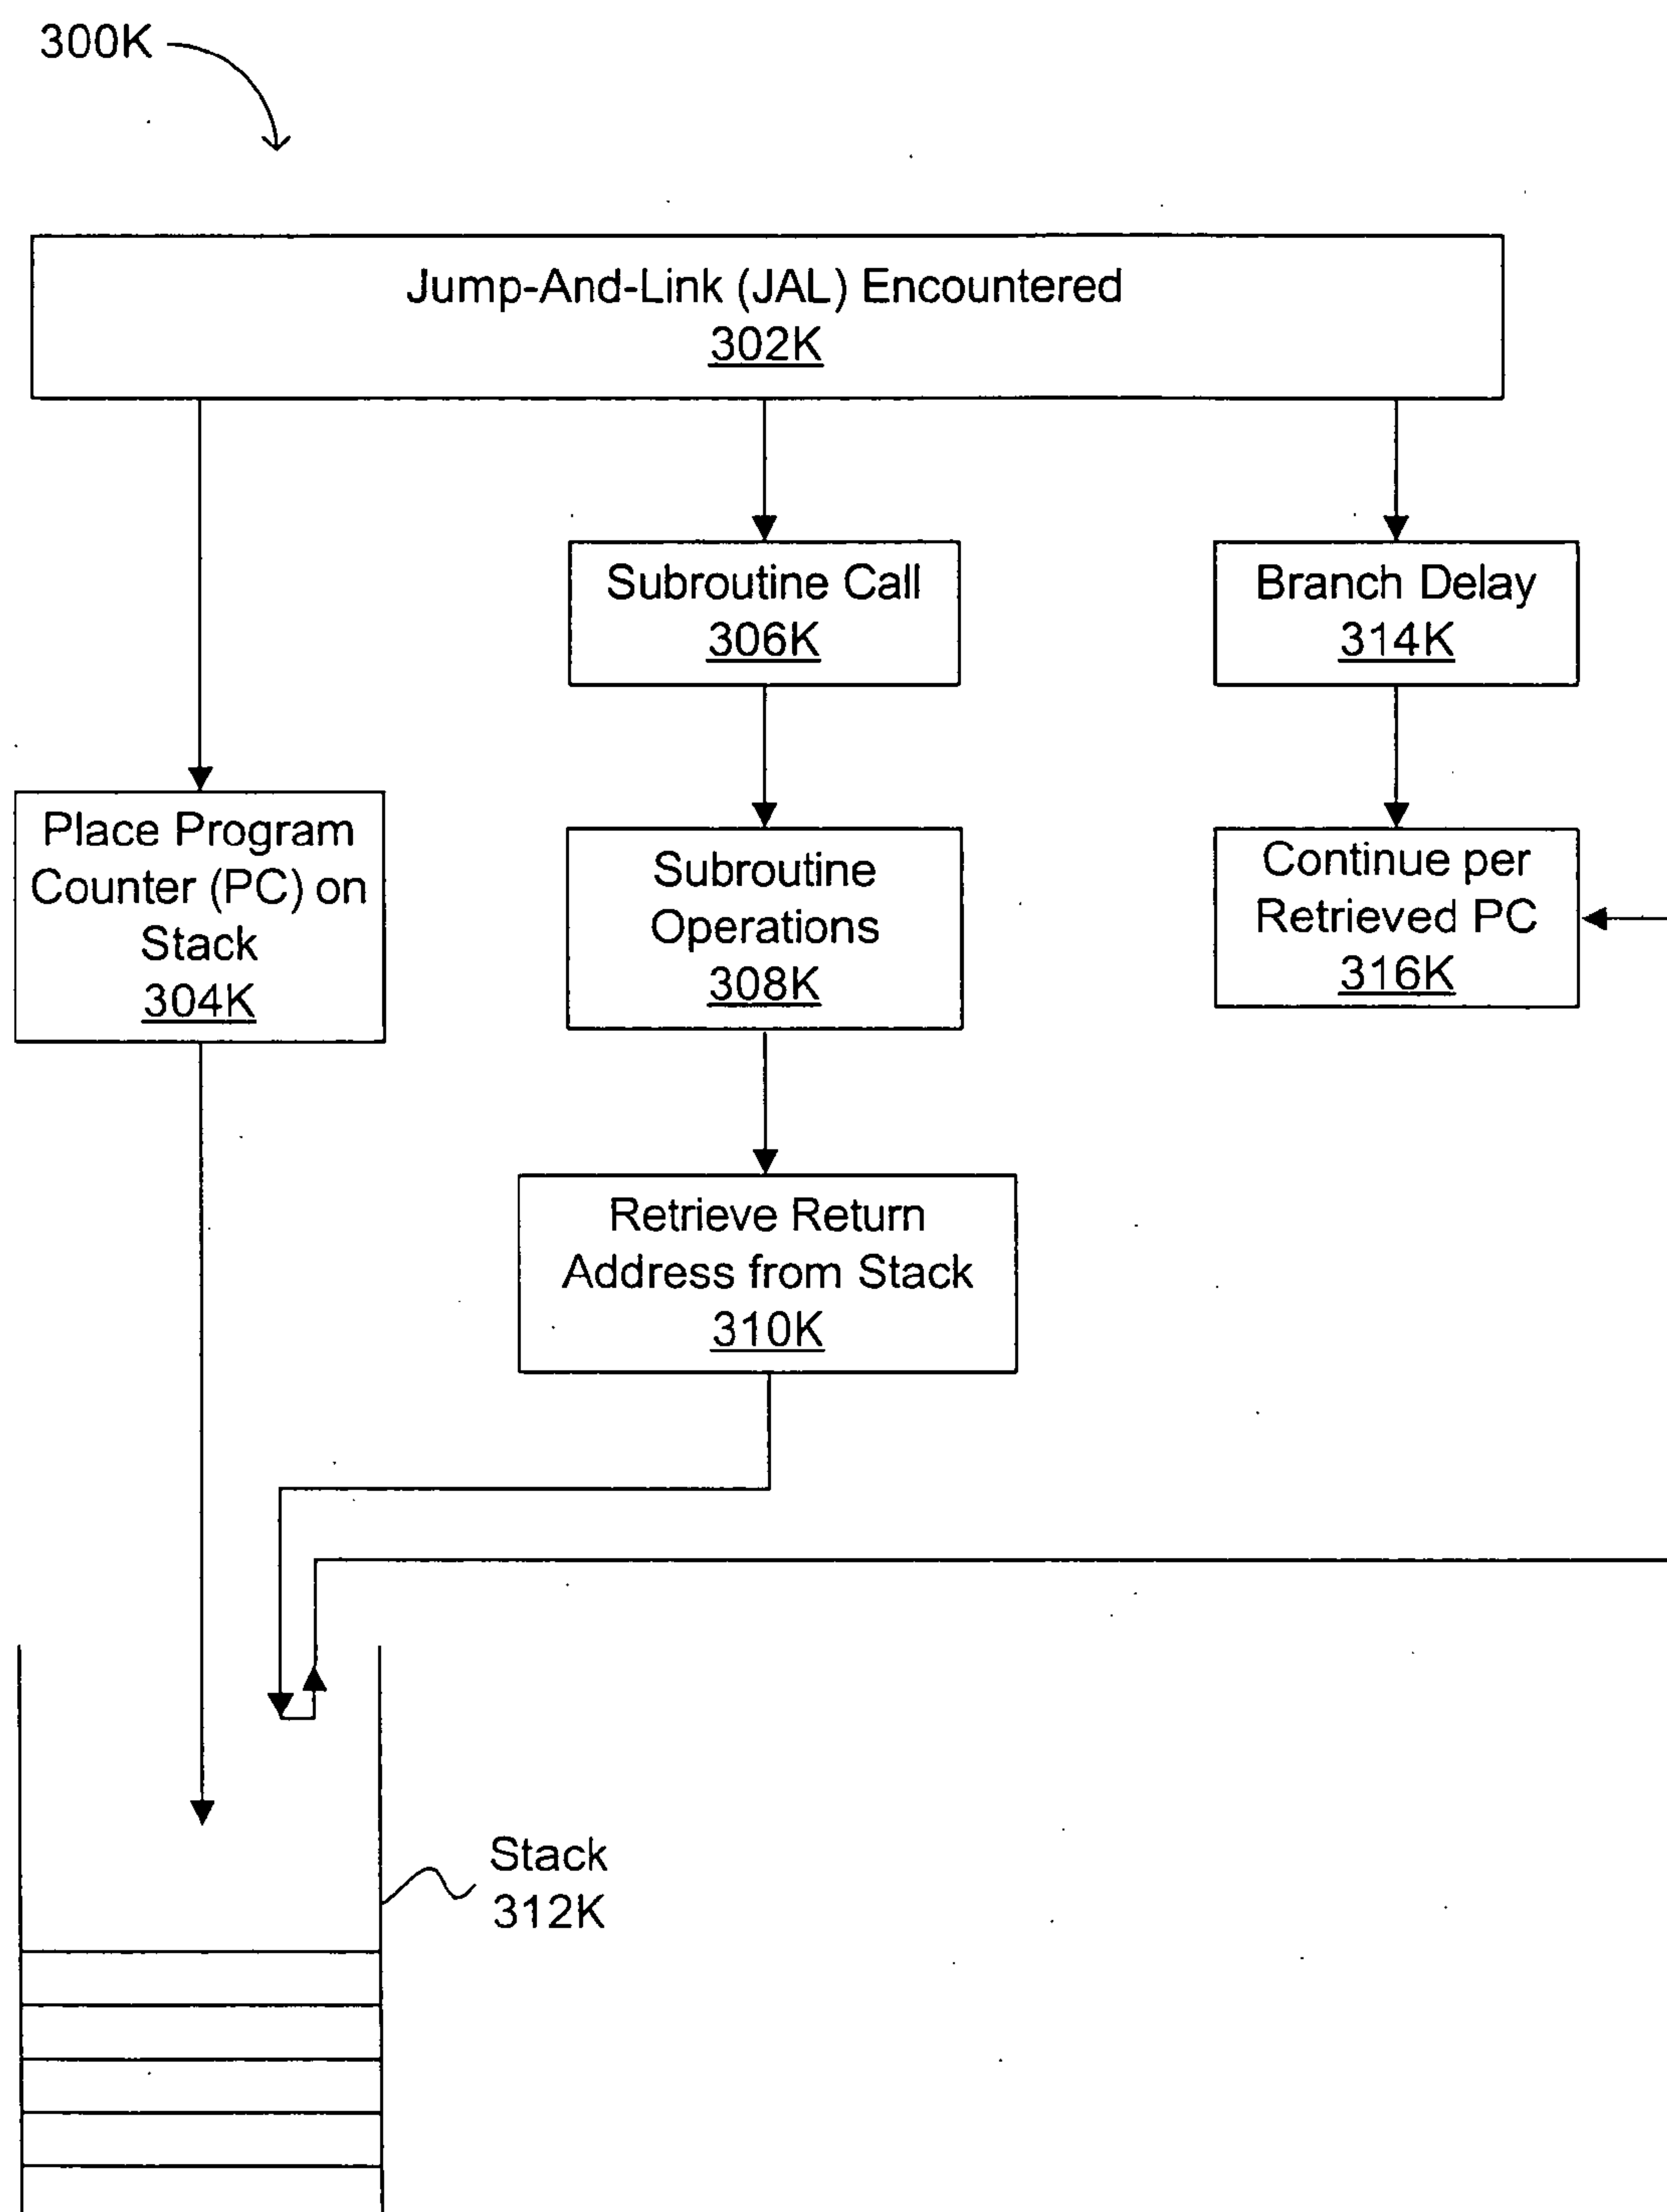 300K
Jump-And-Link (JAL) Encountered
302K
Subroutine Call
306K
Branch Delay
314K
Place Program
Counter (PC) on
Stack
304K
Subroutine
Operations
308K
Continue per
Retrieved PC
316K
Retrieve Return
Address from Stack
310K
Stack
312K